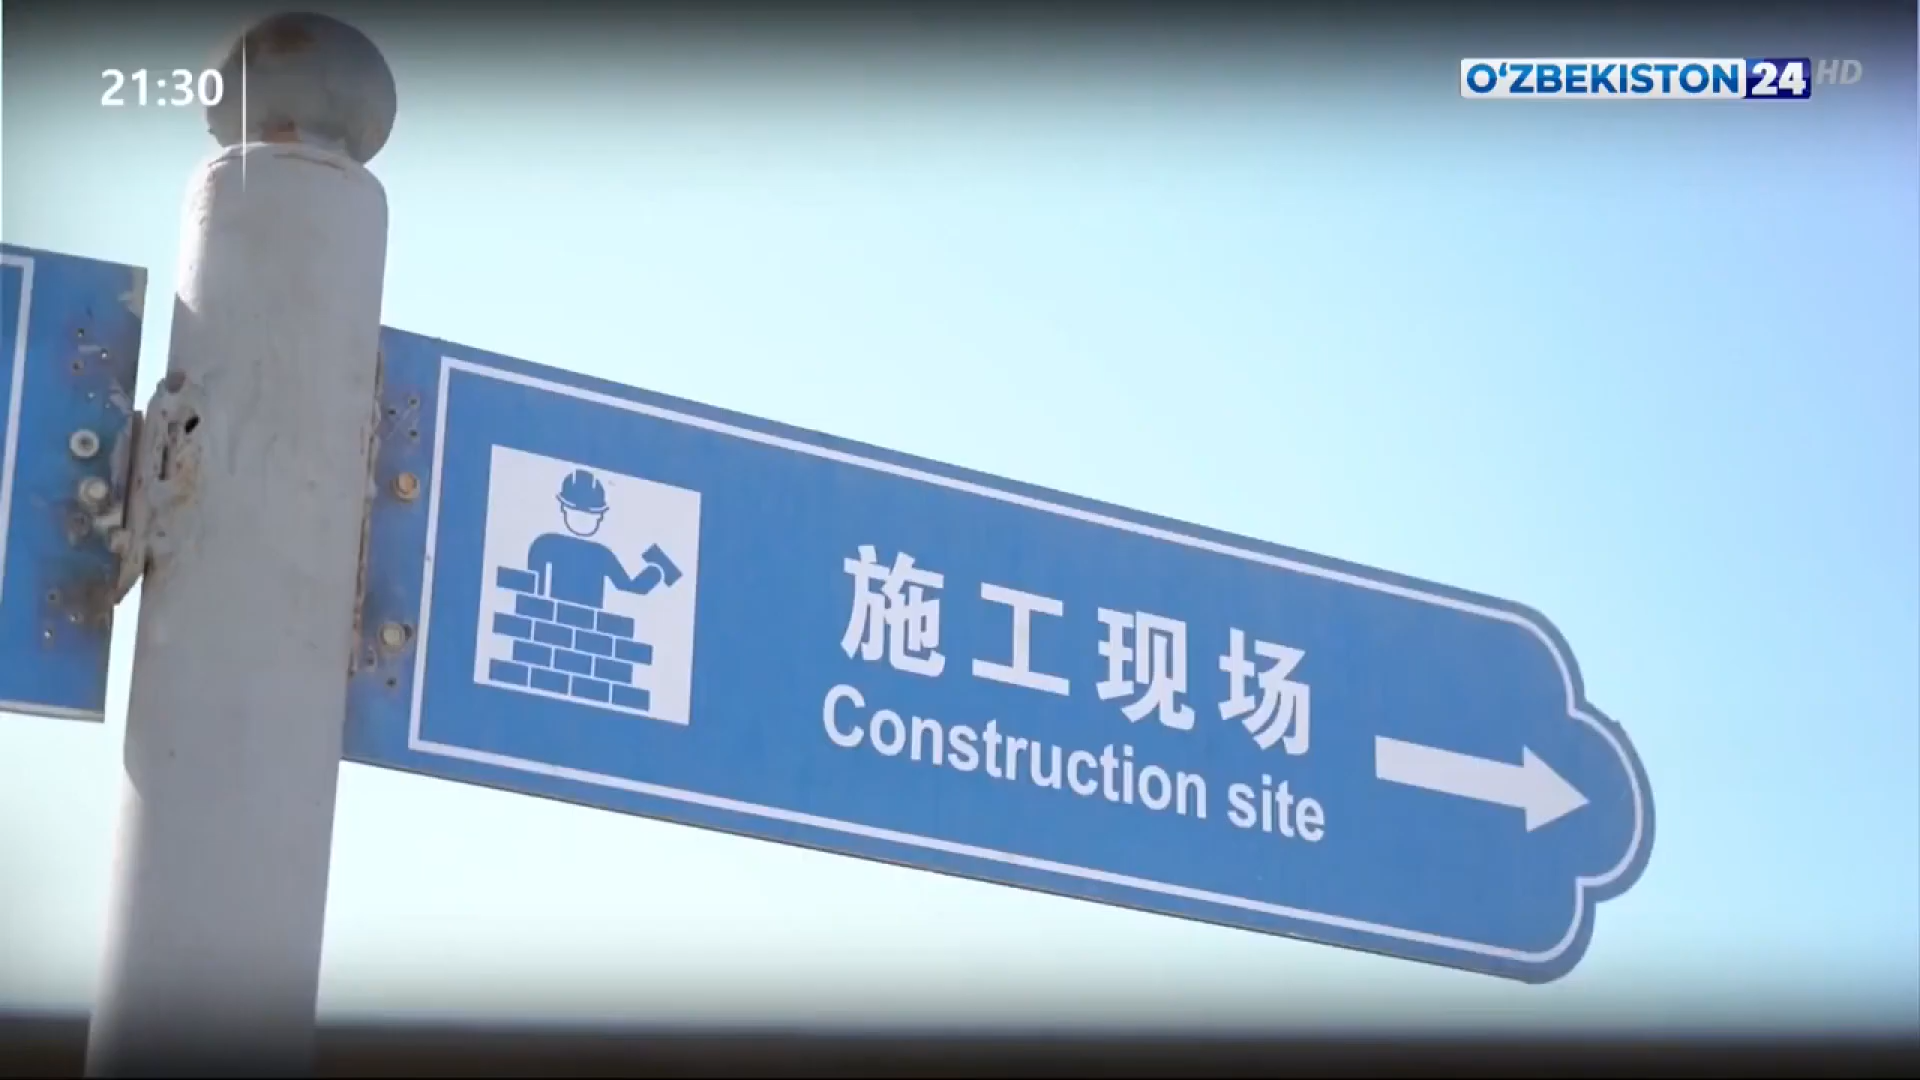 21:30
O‘ZBEKISTON 24 HD
施工现场
Construction site